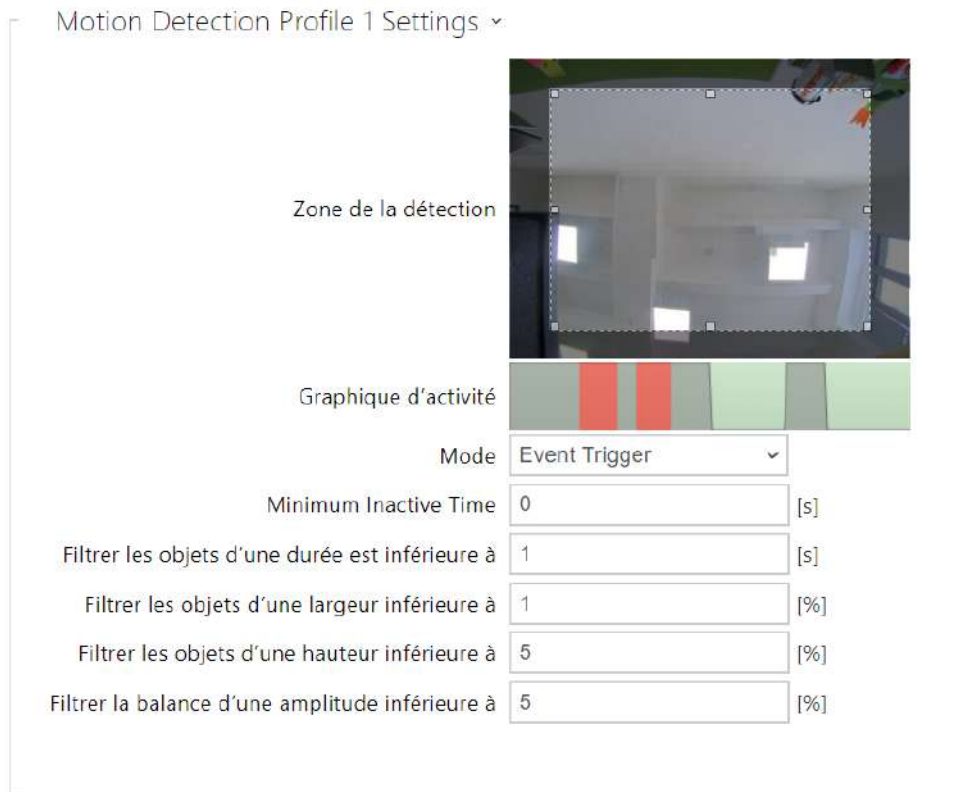 Motion Detection Profile 1 Settings
Zone de la détection
Graphique d'activité
Mode Event Trigger
Minimum Inactive Time 0 [s]
Filtrer les objets d'une durée est inférieure à 1 [s]
Filtrer les objets d'une largeur inférieure à 1 [%]
Filtrer les objets d'une hauteur inférieure à 5 [%]
Filtrer la balance d'une amplitude inférieure à 5 [%]